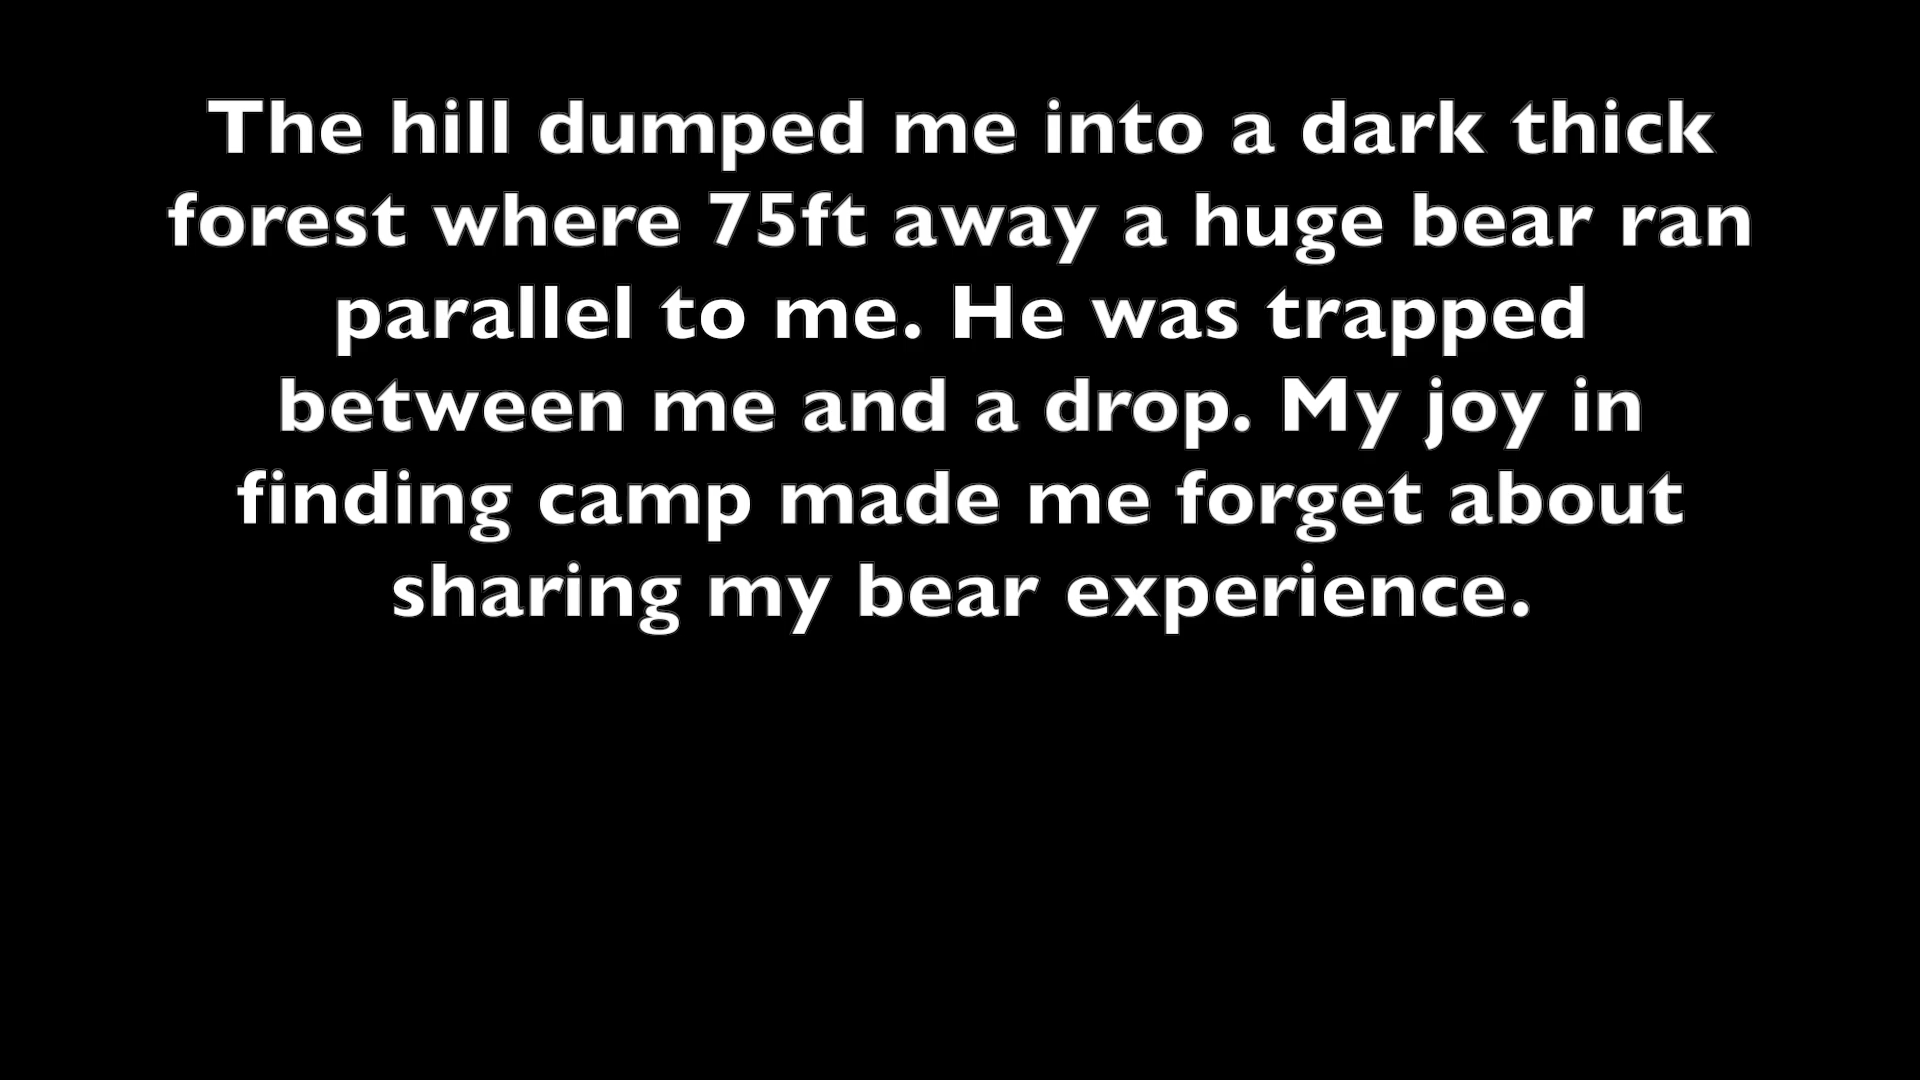 The hill dumped me into a dark thick
forest where 75ft away a huge bear ran
parallel to me. He was trapped
between me and a drop. My joy in
finding camp made me forget about
sharing my bear experience.